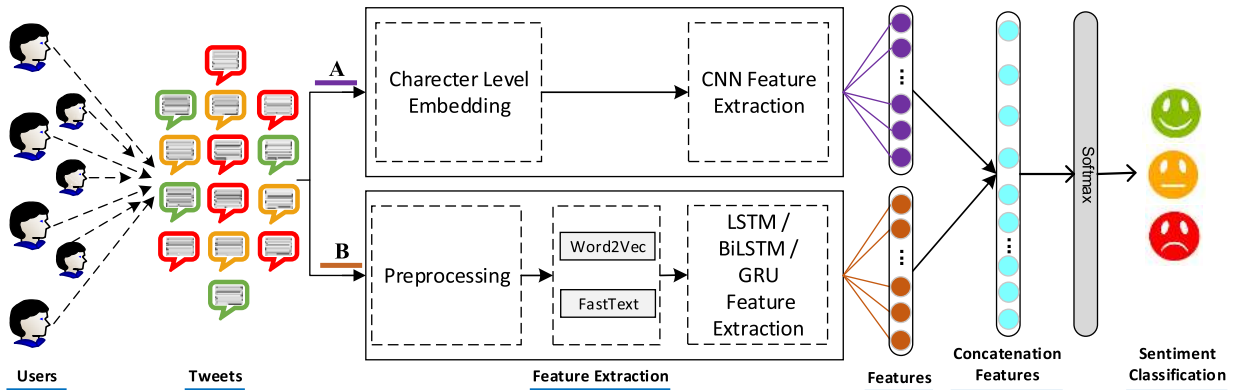 A
Charecter Level
Embedding
CNN Feature
Extraction
B
Preprocessing
Word2Vec
FastText
LSTM /
BiLSTM /
GRU
Feature
Extraction
...
...
...
Softmax
Users
Tweets
Feature Extraction
Features
Concatenation
Features
Sentiment
Classification